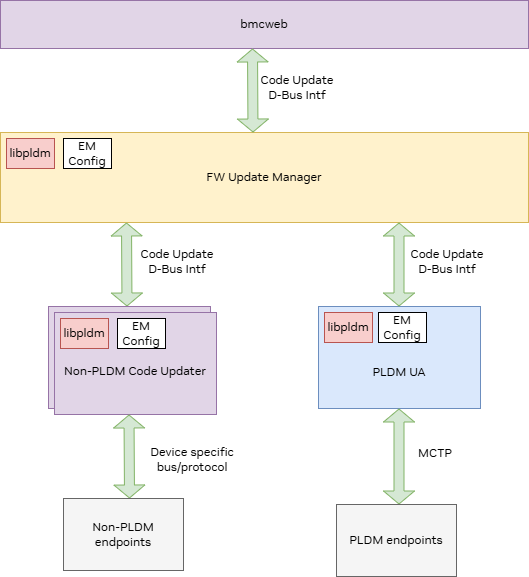 bmcweb
Code Update
D-Bus Intf
libpldm
EM
Config
FW Update Manager
Code Update
D-Bus Intf
Code Update
D-Bus Intf
libpldm
EM
Config
Non-PLDM Code Updater
libpldm
EM
Config
PLDM UA
Device specific
bus/protocol
MCTP
Non-PLDM
endpoints
PLDM endpoints